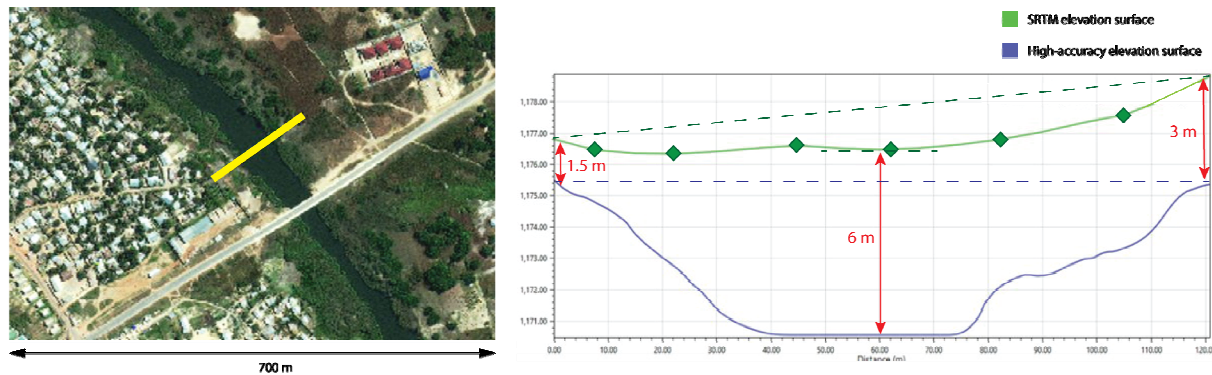 SRTM elevation surface
High-accuracy elevation surface
1,178.00
1,177.00
1,176.00
1,175.00
1,174.00
1,173.00
1,172.00
1,171.00
1.5 m
3 m
6 m
0.00 10.00 20.00 30.00 40.00 50.00 60.00 70.00 80.00 90.00 100.00 110.00 120.0
Distance (m)
700 m